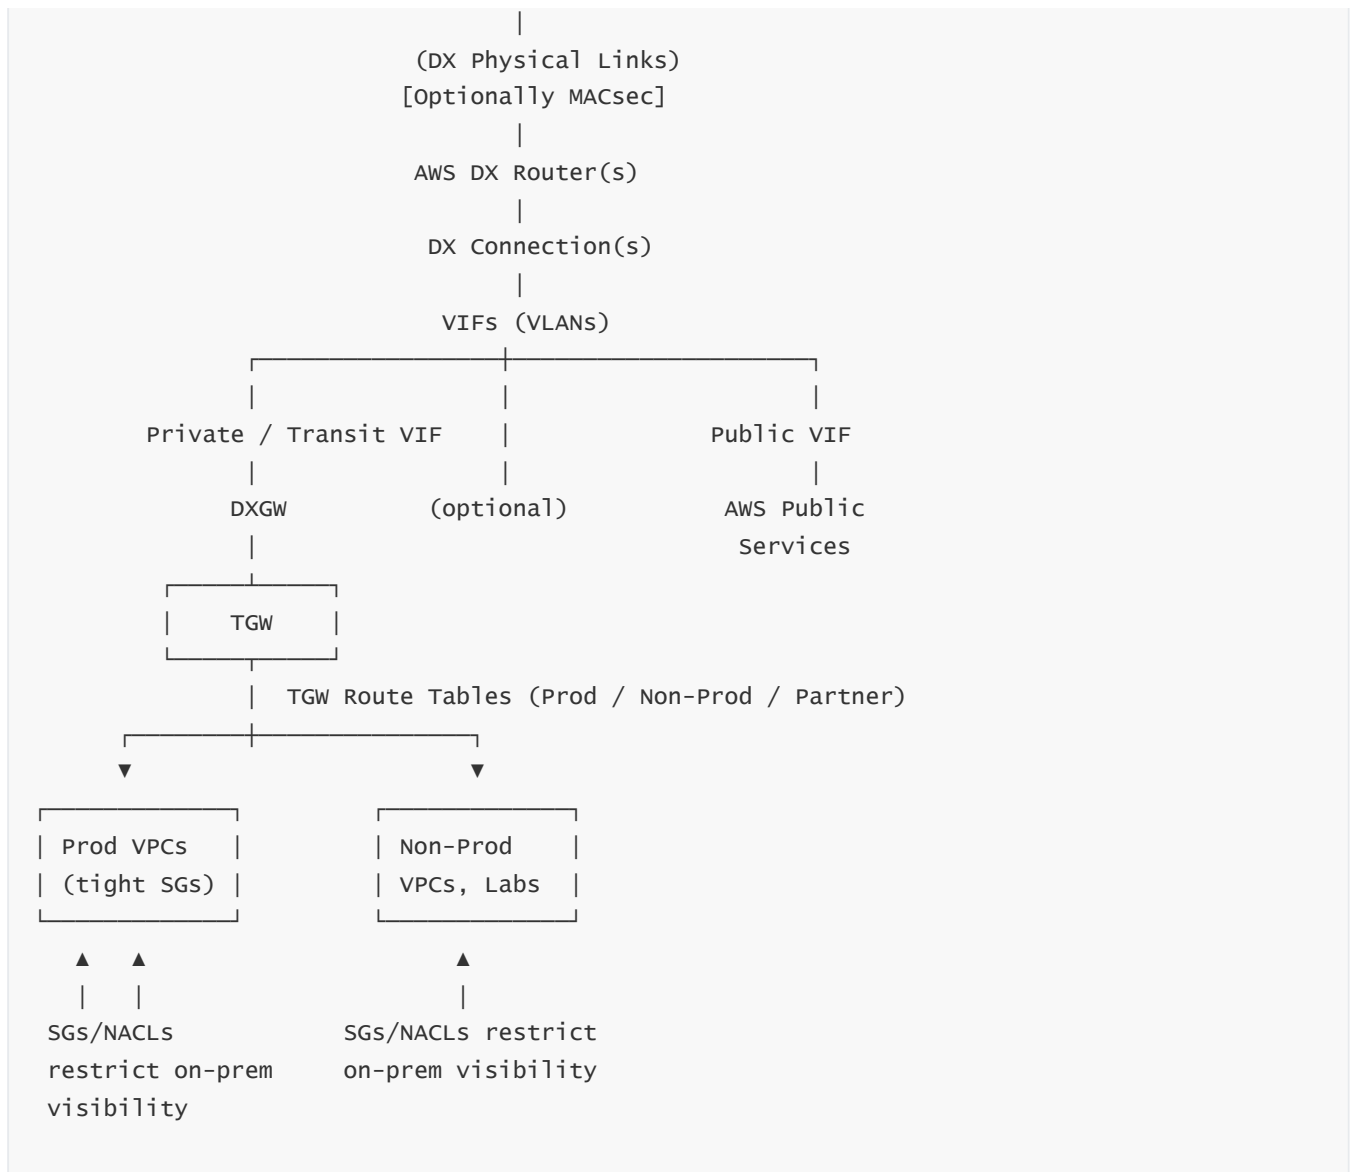 (DX Physical Links)
[Optionally MACsec]
AWS DX Router(s)
DX Connection(s)
VIFs (VLANs)
Private / Transit VIF Public VIF
DXGW (optional) AWS Public
Services
TGW
TGW Route Tables (Prod / Non-Prod / Partner)
Prod VPCs Non-Prod
(tight SGs) VPCs, Labs
SGs/NACLs SGs/NACLs restrict
restrict on-prem on-prem visibility
visibility